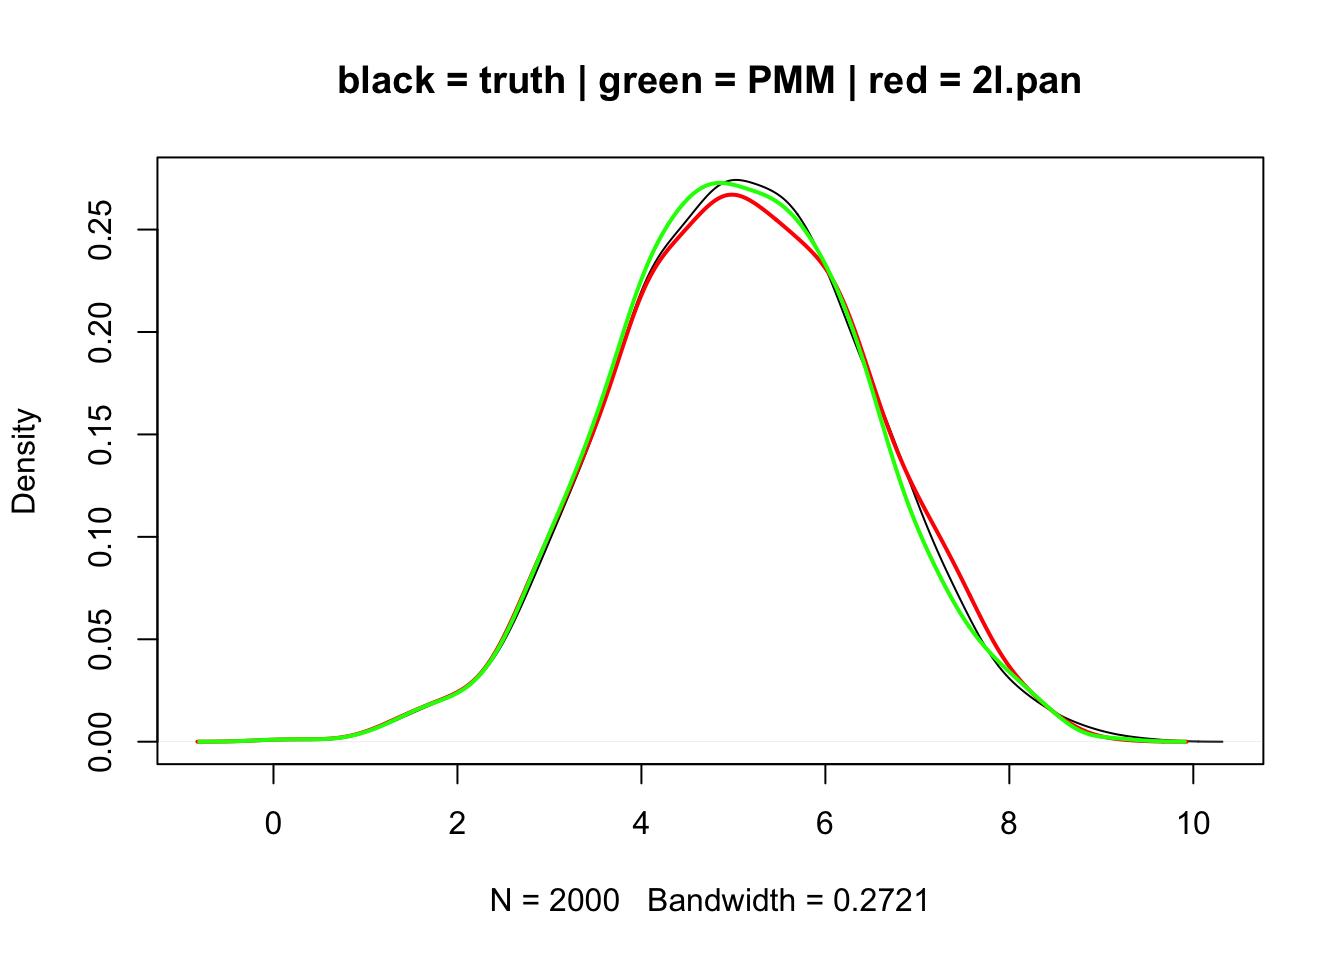 black = truth | green = PMM | red = 2l.pan
Density
0.25
0.20
0.15
0.10
0.05
0.00
0 2 4 6 8 10
N = 2000 Bandwidth = 0.2721